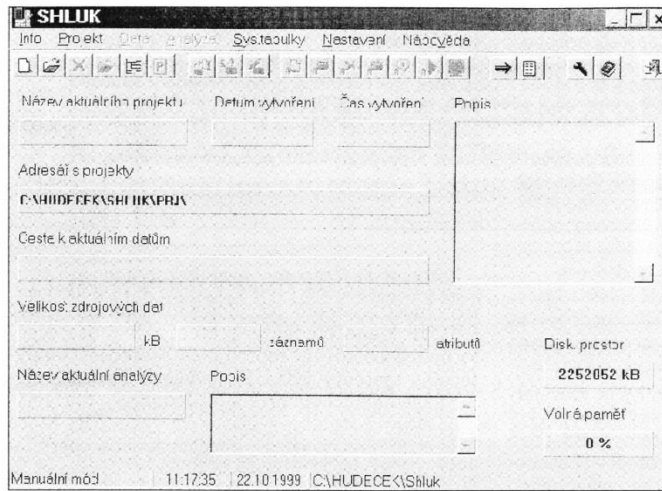 SHLUK
Info Projekt Data Analýza Sys.tabulky Nastavení Nápověda
Název aktuálního projektu Datum vytvoření Čas vytvoření Popis
Adresář s projekty
C:\HUDECEK\SHLUK\PRJ\
Cesta k aktuálním datům
Velikost zdrojových dat
kB záznamů atributů Disk. prostor
2252052 kB
Název aktuální analýzy Popis
Volná paměť
0 %
Manuální mód 11:17:35 22.10.1999 C:\HUDECEK\Shluk